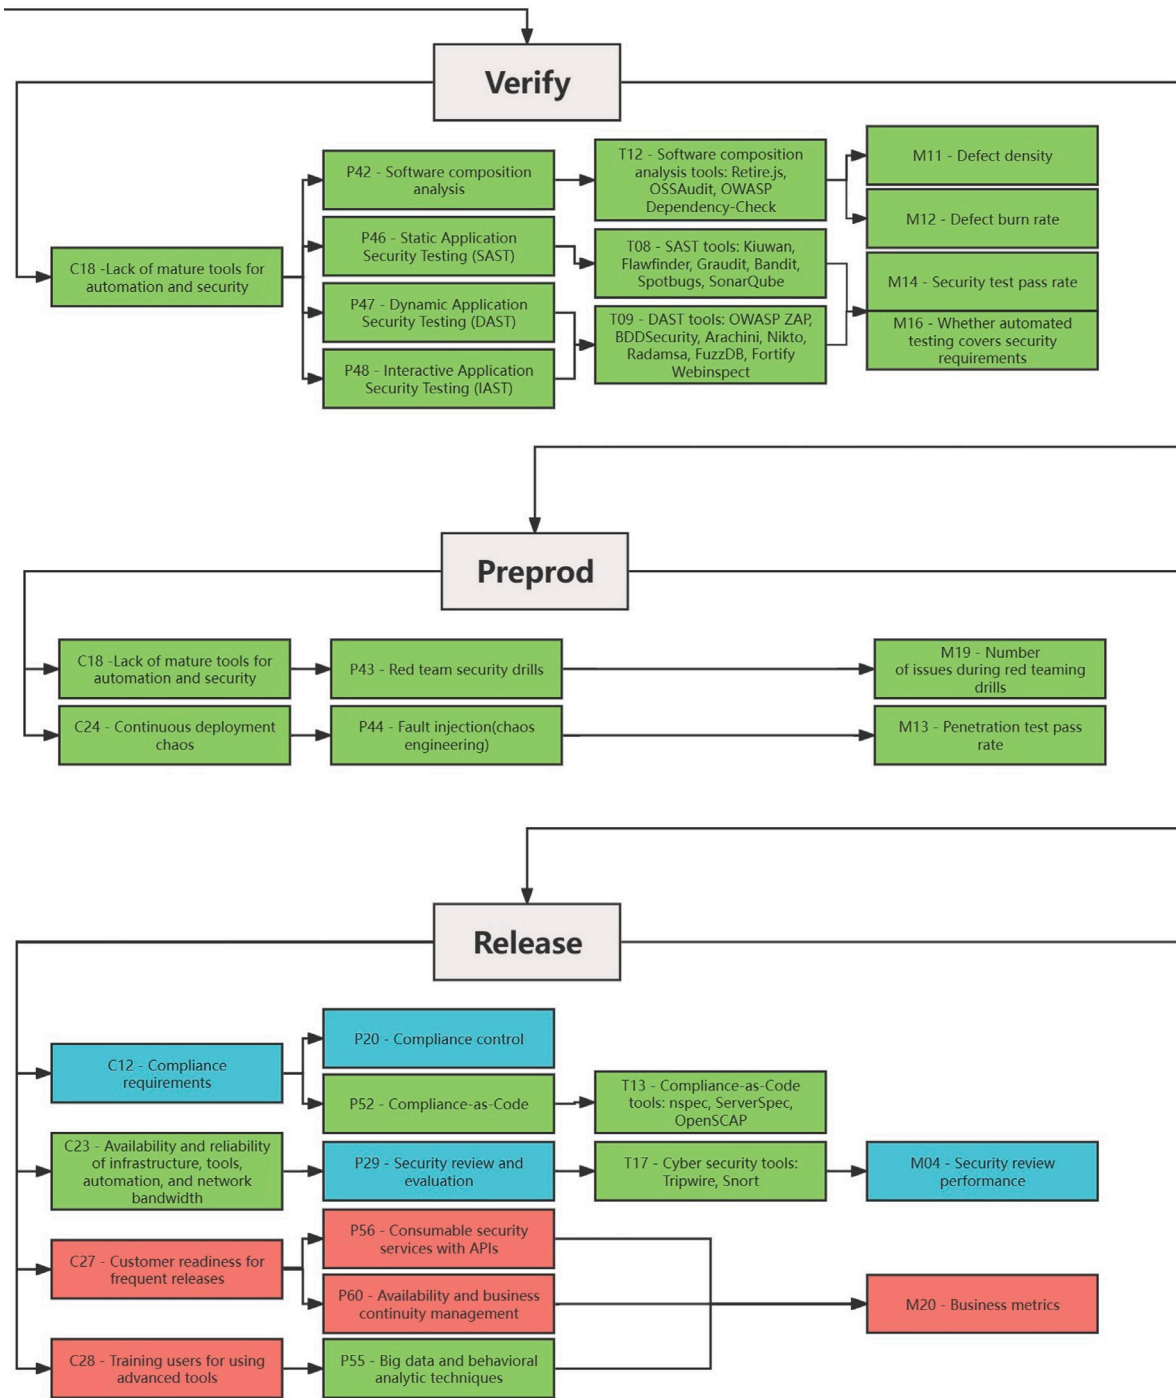 Verify
C18 -Lack of mature tools for
automation and security
P42 - Software composition
analysis
P46 - Static Application
Security Testing (SAST)
P47 - Dynamic Application
Security Testing (DAST)
P48 - Interactive Application
Security Testing (IAST)
T12 - Software composition
analysis tools: Retire.js,
OSSAudit, OWASP
Dependency-Check
T08 - SAST tools: Kiuwan,
Flawfinder, Graudit, Bandit,
Spotbugs, SonarQube
T09 - DAST tools: OWASP ZAP,
BDDSecurity, Arachini, Nikto,
Radamsa, FuzzDB, Fortify
Webinspect
M11 - Defect density
M12 - Defect burn rate
M14 - Security test pass rate
M16 - Whether automated
testing covers security
requirements
Preprod
C18 -Lack of mature tools for
automation and security
P43 - Red team security drills
M19 - Number
of issues during red teaming
drills
C24 - Continuous deployment
chaos
P44 - Fault injection(chaos
engineering)
M13 - Penetration test pass
rate
Release
C12 - Compliance
requirements
P20 - Compliance control
P52 - Compliance-as-Code
T13 - Compliance-as-Code
tools: nspec, ServerSpec,
OpenSCAP
C23 - Availability and reliability
of infrastructure, tools,
automation, and network
bandwidth
P29 - Security review and
evaluation
T17 - Cyber security tools:
Tripwire, Snort
M04 - Security review
performance
C27 - Customer readiness for
frequent releases
P56 - Consumable security
services with APIs
P60 - Availability and business
continuity management
M20 - Business metrics
C28 - Training users for using
advanced tools
P55 - Big data and behavioral
analytic techniques